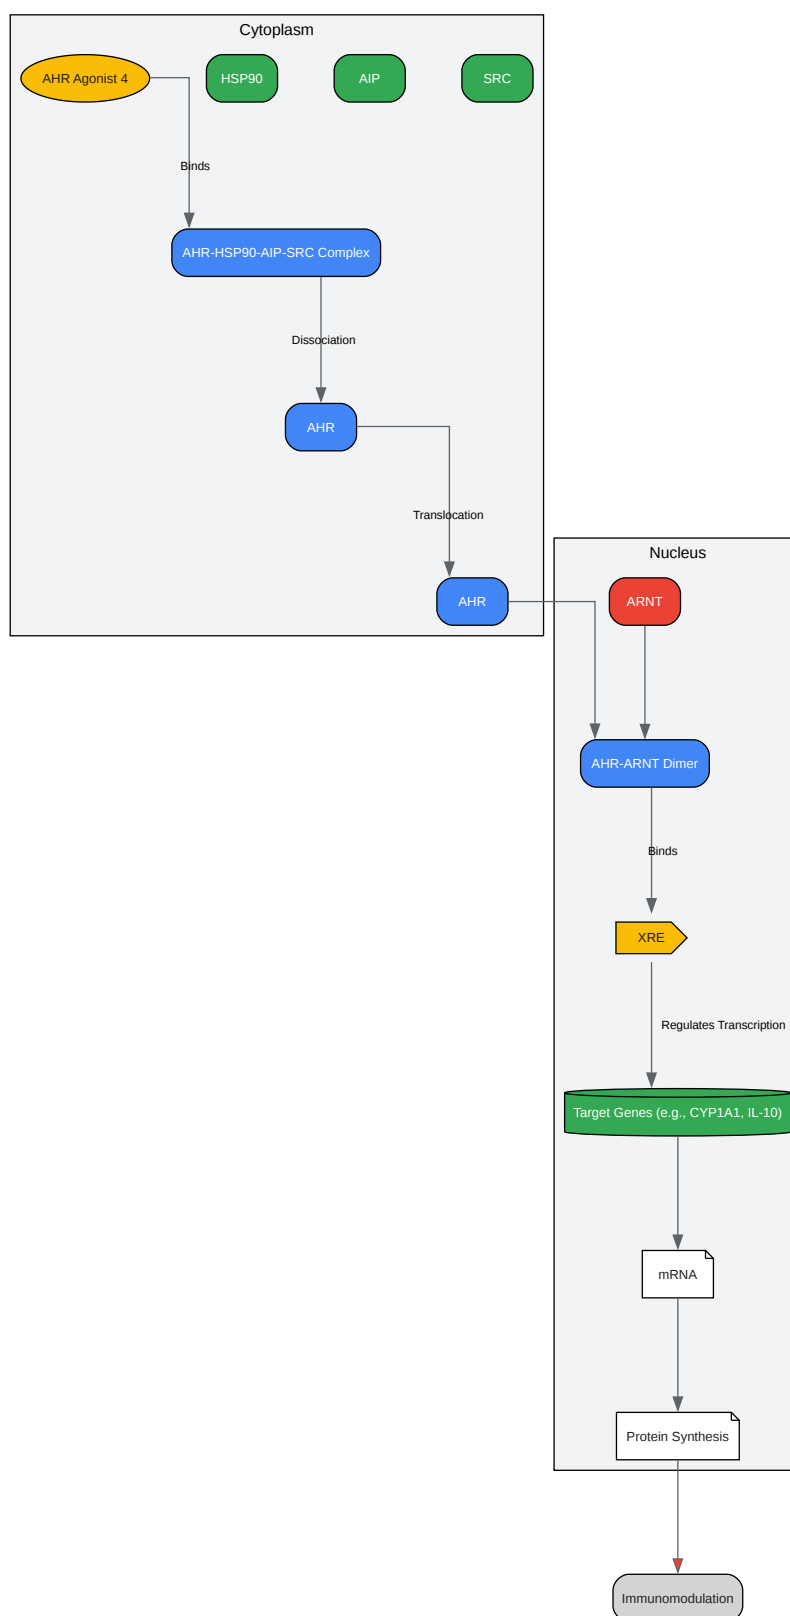 Cytoplasm
AHR Agonist 4
HSP90
AIP
SRC
Binds
AHR-HSP90-AIP-SRC Complex
Dissociation
AHR
Translocation
AHR
Nucleus
ARNT
AHR-ARNT Dimer
Binds
XRE
Regulates Transcription
Target Genes (e.g., CYP1A1, IL-10)
mRNA
Protein Synthesis
Immunomodulation